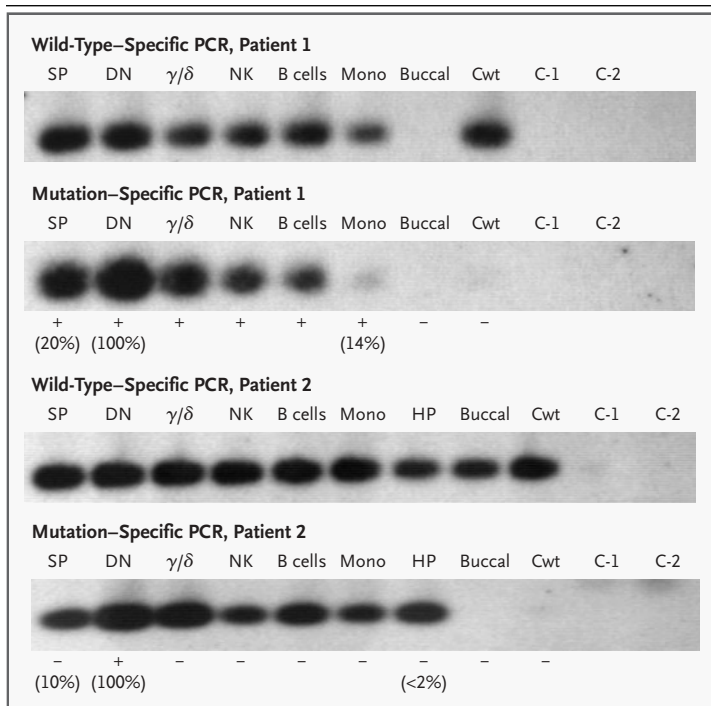 Wild-Type–Specific PCR, Patient 1
SP DN γ/δ NK B cells Mono Buccal Cwt C-1 C-2
Mutation–Specific PCR, Patient 1
SP DN γ/δ NK B cells Mono Buccal Cwt C-1 C-2
+ + + + + + – –
(20%) (100%) (14%)
Wild-Type–Specific PCR, Patient 2
SP DN γ/δ NK B cells Mono HP Buccal Cwt C-1 C-2
Mutation–Specific PCR, Patient 2
SP DN γ/δ NK B cells Mono HP Buccal Cwt C-1 C-2
– + – – – – – – –
(10%) (100%) (<2%)